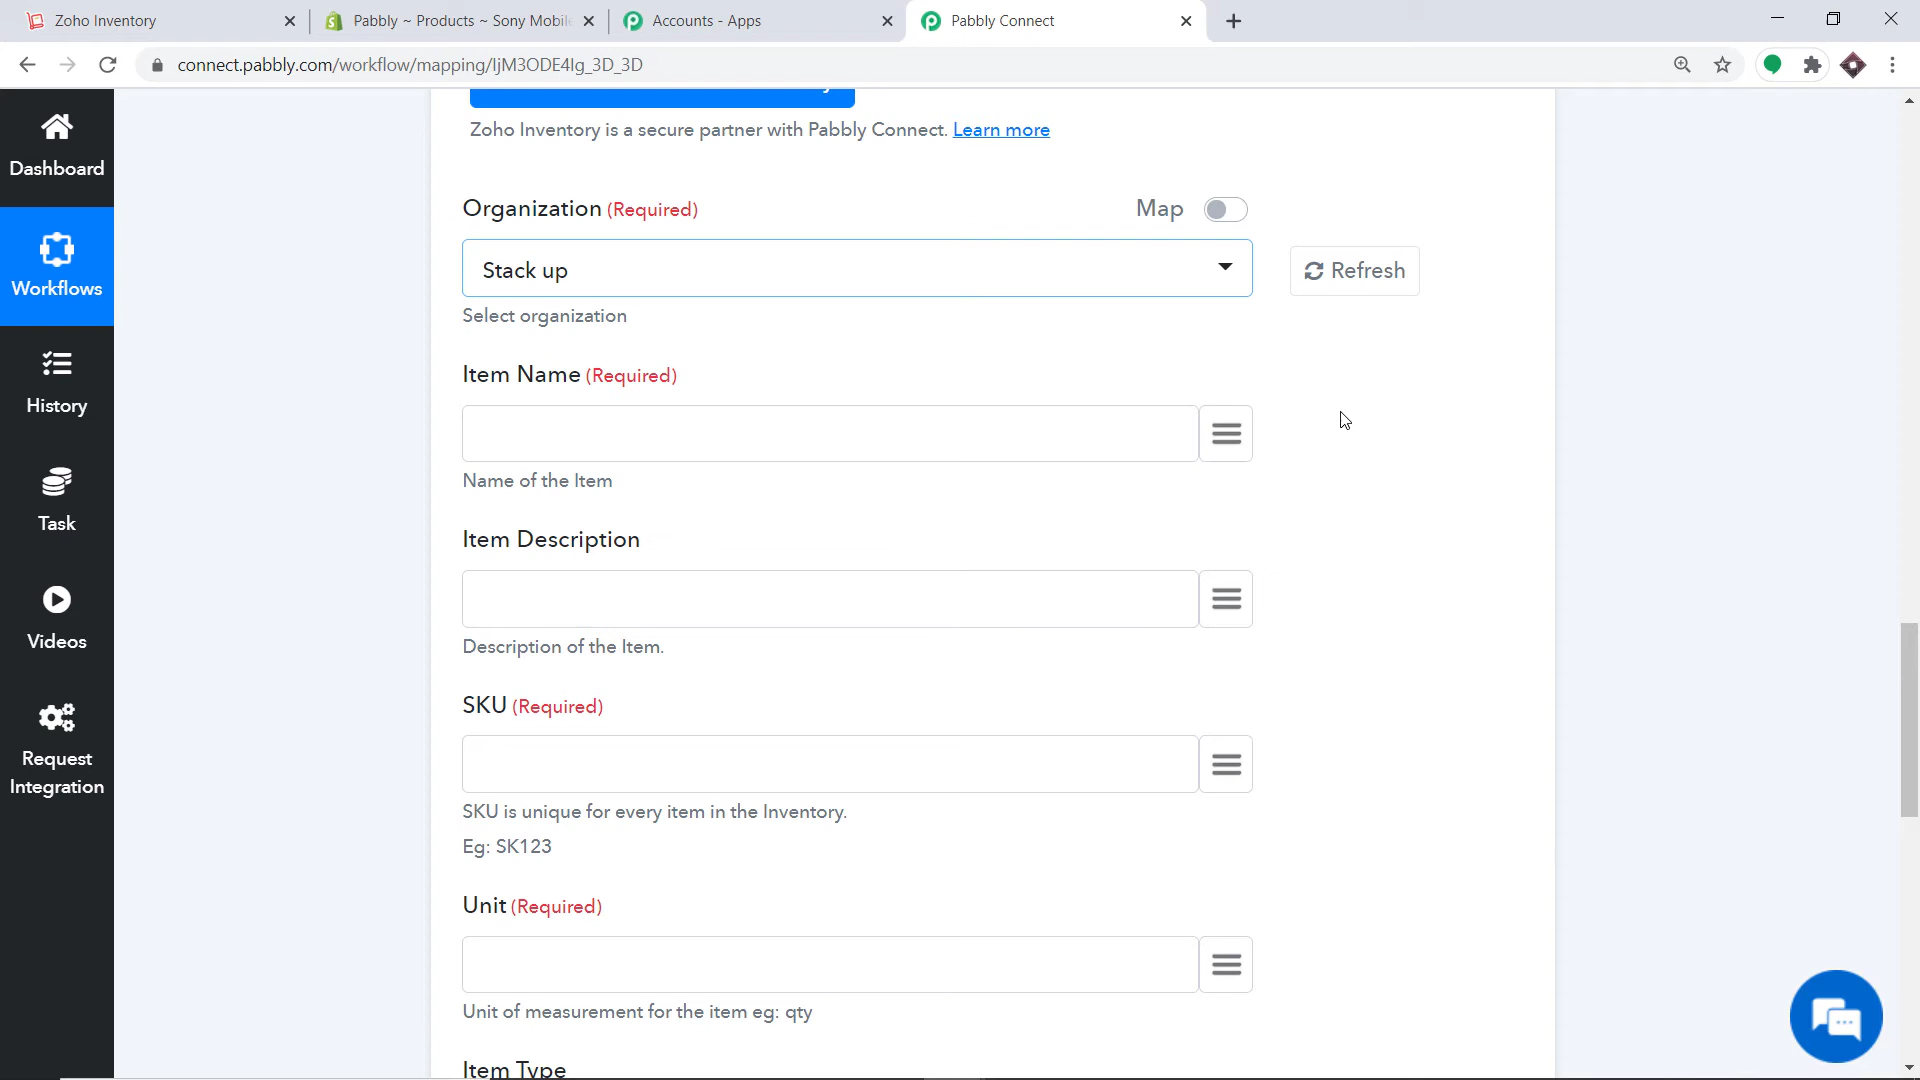 Zoho Inventory
Pabbly ~ Products ~ Sony Mobile
Accounts - Apps
Pabbly Connect
connect.pabbly.com/workflow/mapping/IjM3ODE4Ig_3D_3D
Dashboard
Workflows
History
Task
Videos
Request
Integration
Zoho Inventory is a secure partner with Pabbly Connect. Learn more
Organization (Required)
Map
Stack up
Refresh
Select organization
Item Name (Required)
Name of the Item
Item Description
Description of the Item.
SKU (Required)
SKU is unique for every item in the Inventory.
Eg: SK123
Unit (Required)
Unit of measurement for the item eg: qty
Item Type